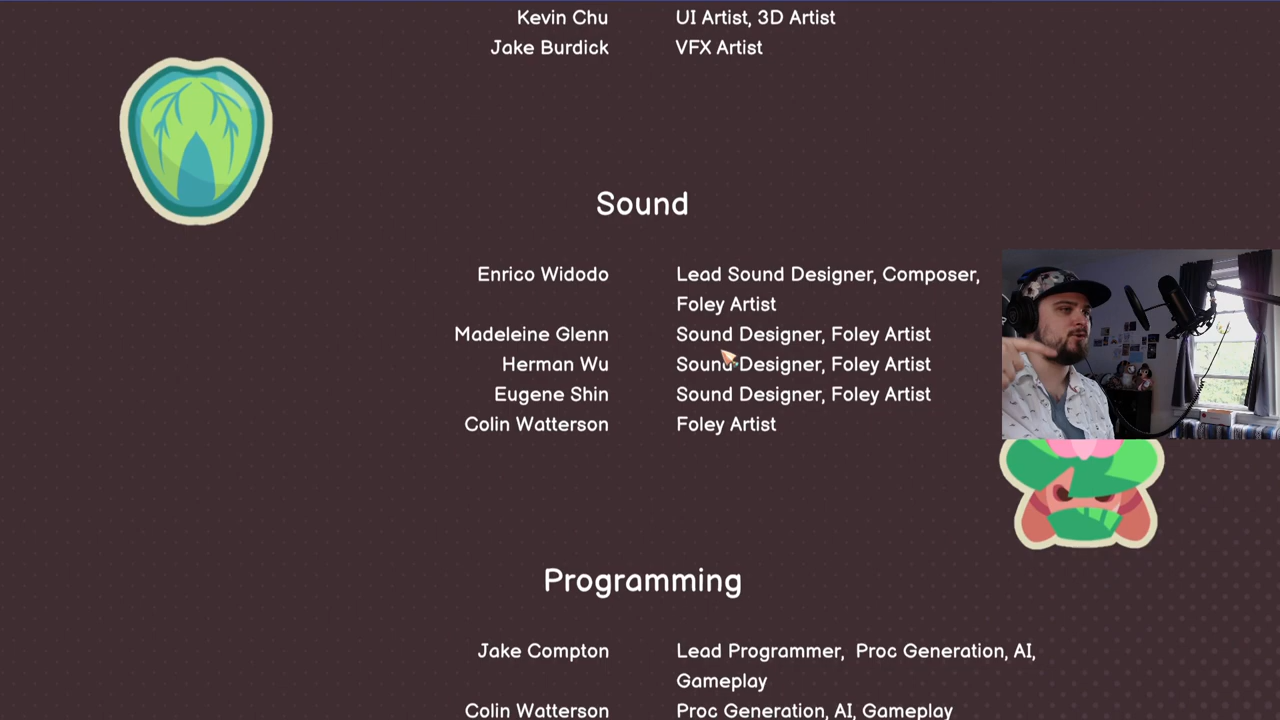 Kevin Chu UI Artist, 3D Artist
Jake Burdick VFX Artist
Sound
Enrico Widodo Lead Sound Designer, Composer,
Foley Artist
Madeleine Glenn Sound Designer, Foley Artist
Herman Wu Sound Designer, Foley Artist
Eugene Shin Sound Designer, Foley Artist
Colin Watterson Foley Artist
Programming
Jake Compton Lead Programmer,  Proc Generation, AI,
Gameplay
Colin Watterson Proc Generation, AI, Gameplay